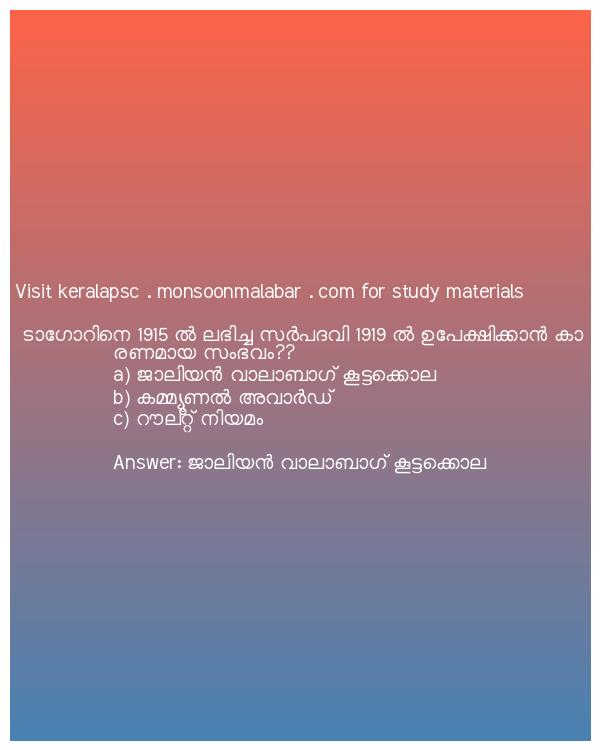 Visit keralapsc . monsoonmalabar . com for study materials
ടാഗോറിനെ 1915 ൽ ലഭിച്ച സർപദവി 1919 ൽ ഉപേക്ഷിക്കാൻ കാ
രണമായ സംഭവം??
a) ജാലിയൻ വാലാബാഗ് കൂട്ടക്കൊല
b) കമ്മ്യൂണൽ അവാർഡ്
c) റൗലറ്റ് നിയമം
Answer: ജാലിയൻ വാലാബാഗ് കൂട്ടക്കൊല